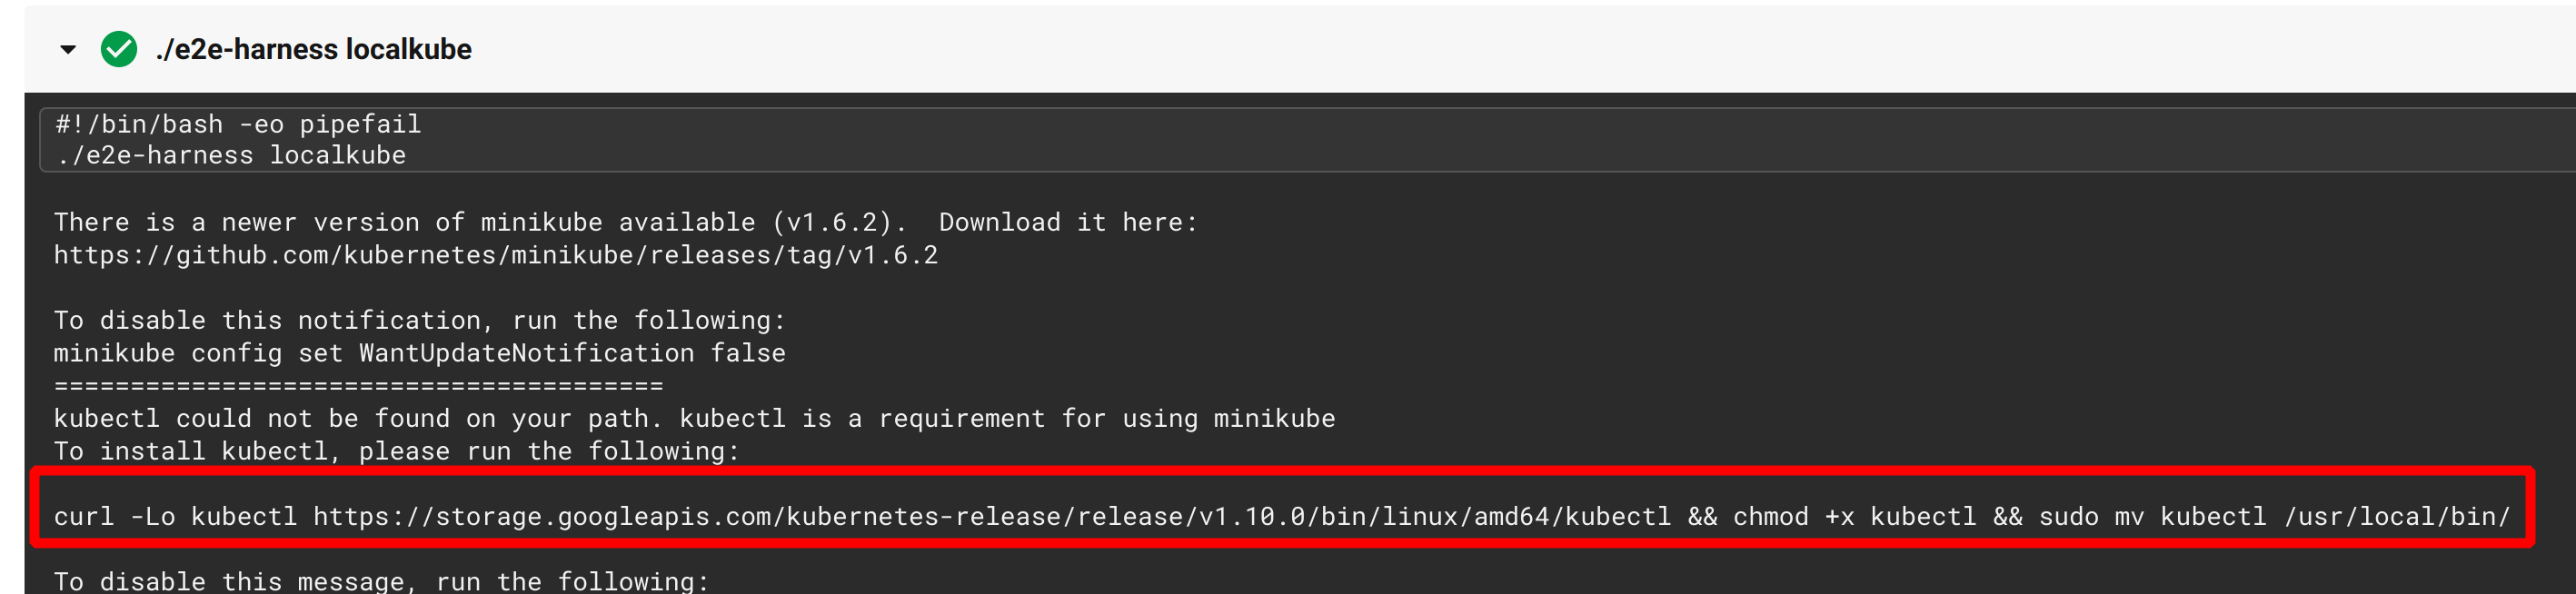 ./e2e-harness localkube
#!/bin/bash -eo pipefail
./e2e-harness localkube
There is a newer version of minikube available (v1.6.2).  Download it here:
https://github.com/kubernetes/minikube/releases/tag/v1.6.2
To disable this notification, run the following:
minikube config set WantUpdateNotification false
========================================
kubectl could not be found on your path. kubectl is a requirement for using minikube
To install kubectl, please run the following:
curl -Lo kubectl https://storage.googleapis.com/kubernetes-release/release/v1.10.0/bin/linux/amd64/kubectl && chmod +x kubectl && sudo mv kubectl /usr/local/bin/
To disable this message, run the following: